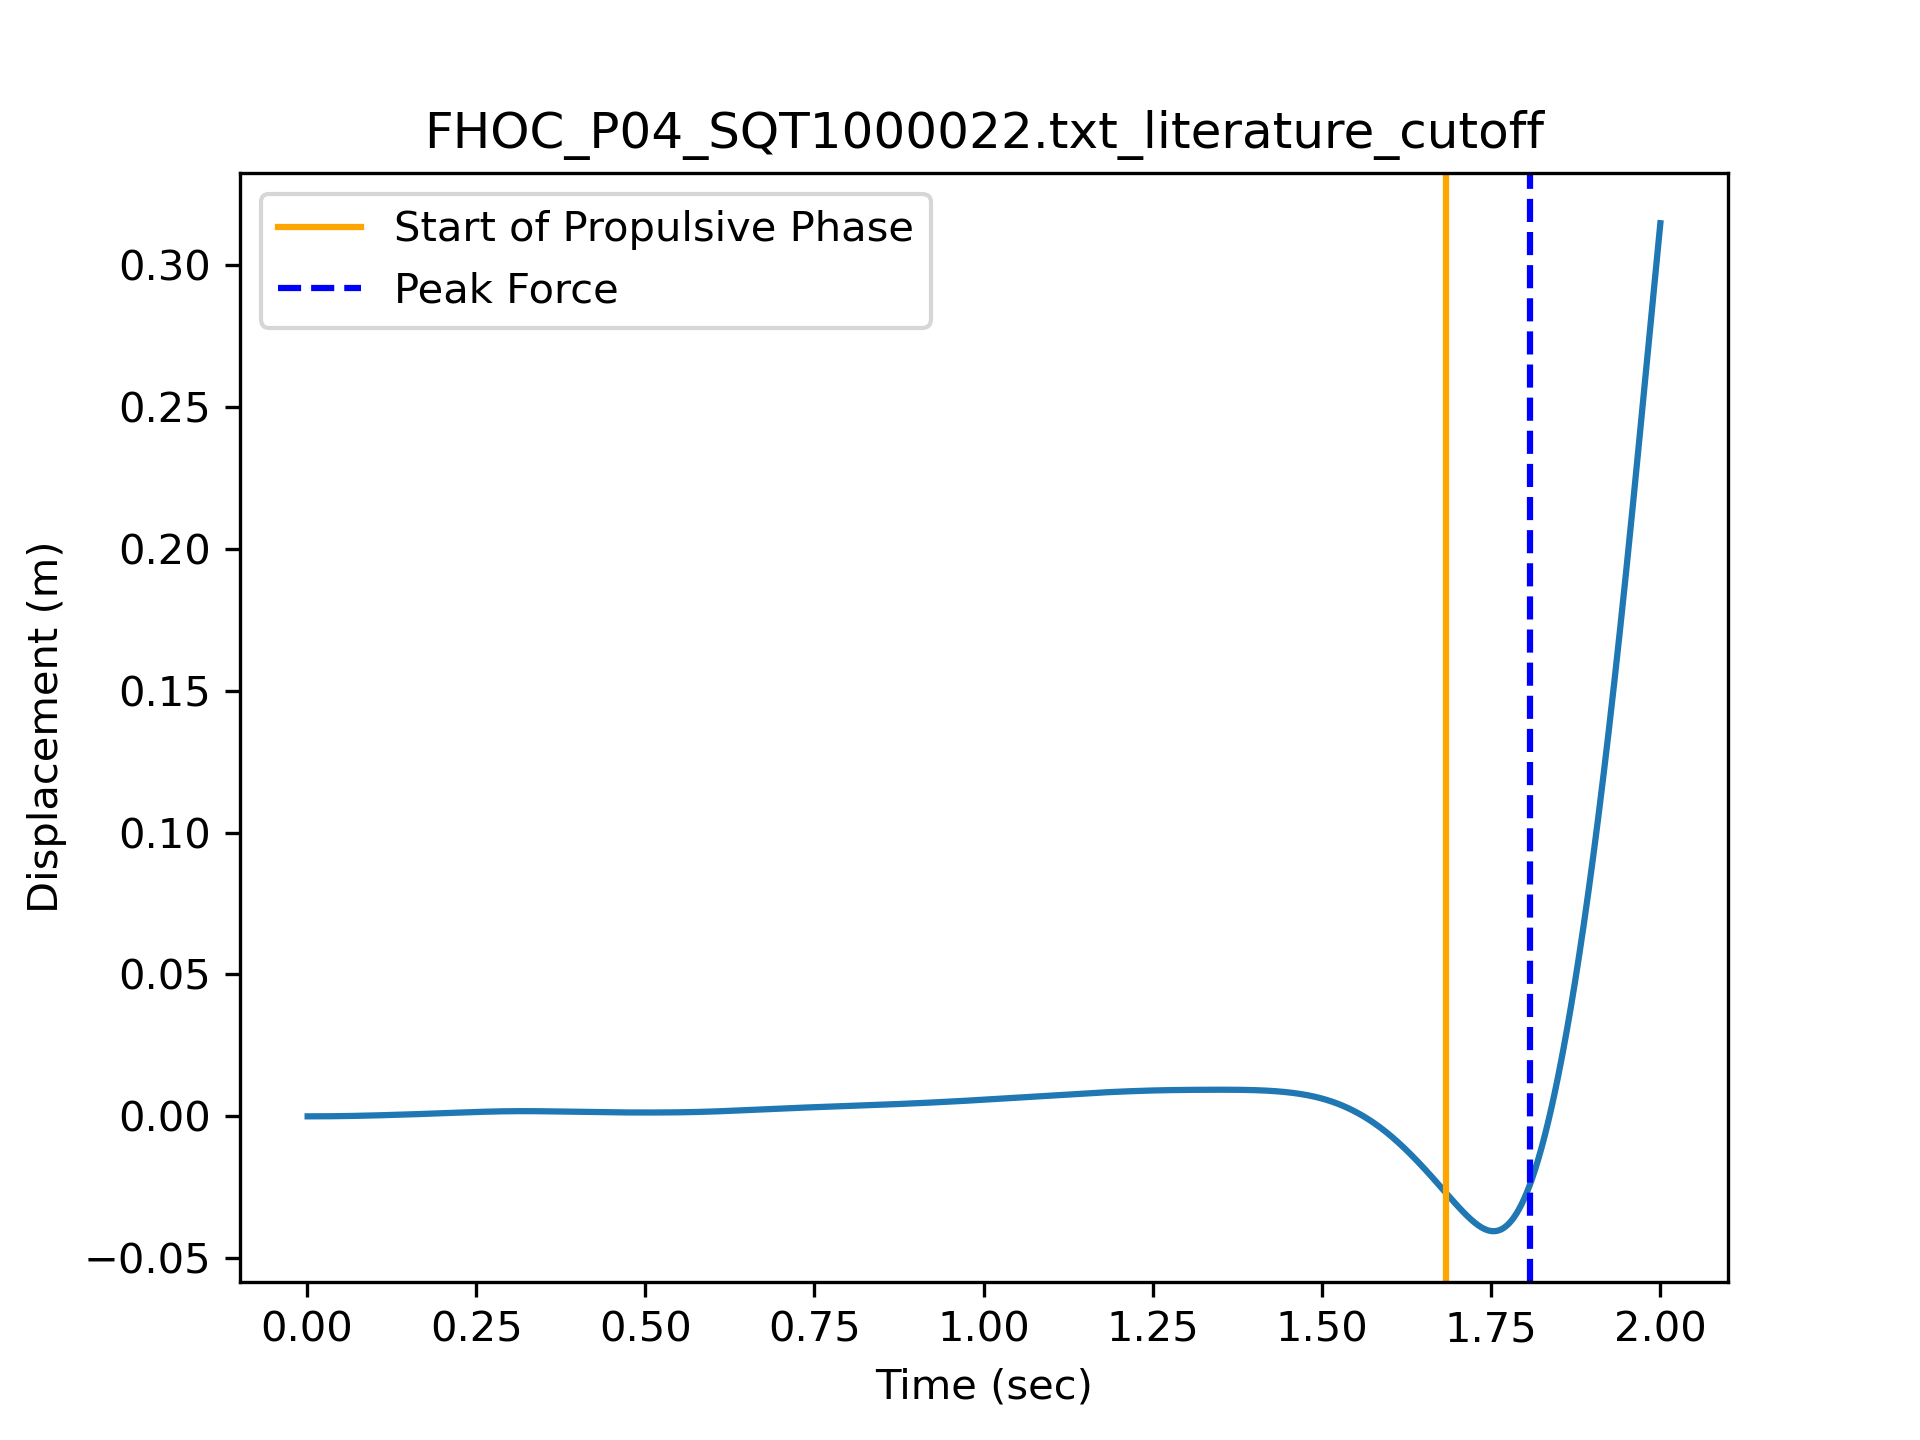 FHOC_P04_SQT1000022.txt_literature_cutoff
Start of Propulsive Phase
Peak Force
0.30
0.25
0.20
0.15
0.10
0.05
0.00
−0.05
Displacement (m)
0.00 0.25 0.50 0.75 1.00 1.25 1.50 1.75 2.00
Time (sec)